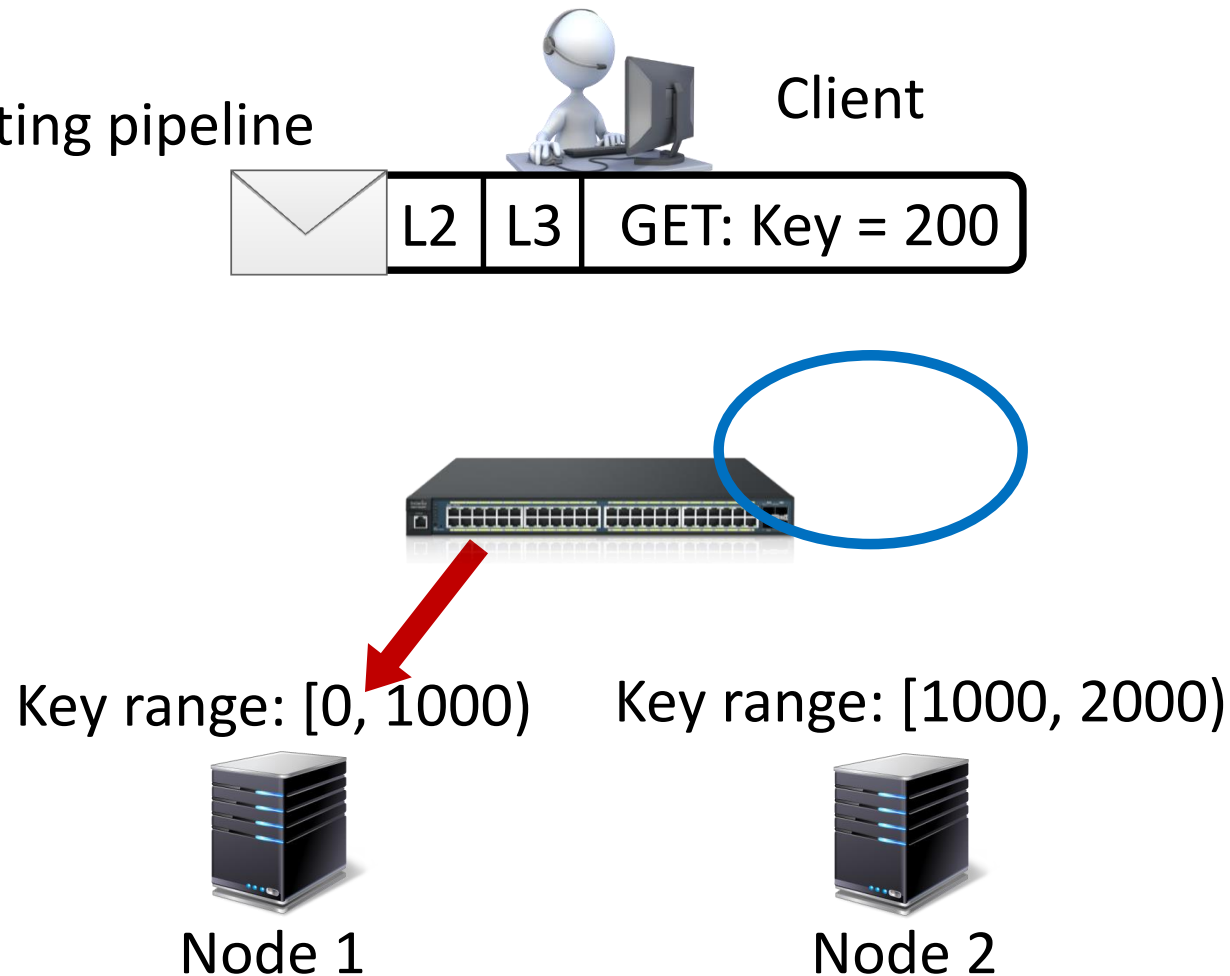 Client
ting pipeline
L2 L3 GET: Key = 200
Key range: [0, 1000) Key range: [1000, 2000)
Node 1 Node 2